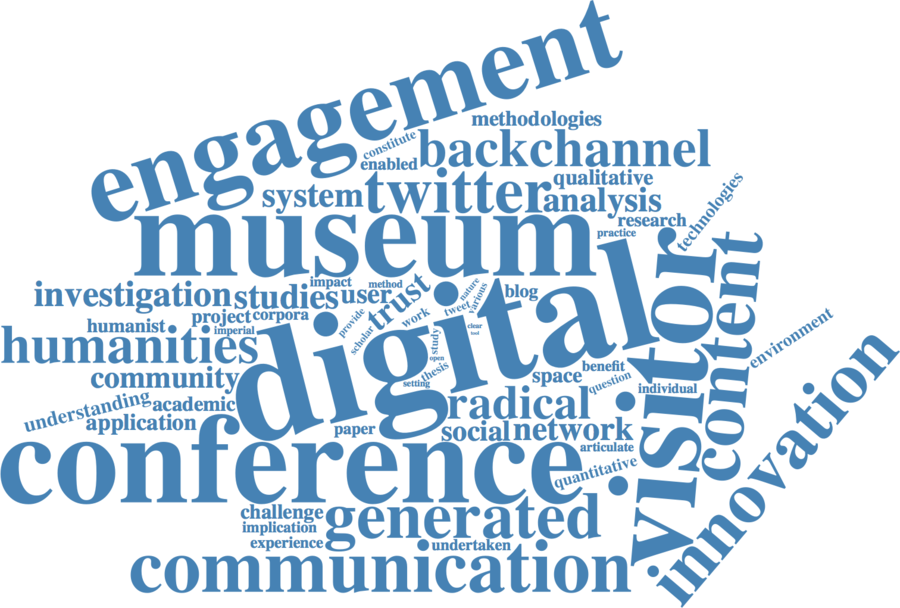 engagement
methodologies
constitute
backchannel
enabled
qualitative
technologies
system
twitter
analysis
research
museum
practice
visitor
content
impact
method
nature
various
investigation
studies
user
trust
blog
project
corpora
provide
work
tweet
humanist
imperial
scholar
study
clear
tool
environment
humanities
digital
open
thesis
benefit
community
setting
space
question
individual
innovation
understanding
academic
radical
application
paper
social
network
articulate
conference
quantitative
challenge
generated
implication
experience
undertaken
communication